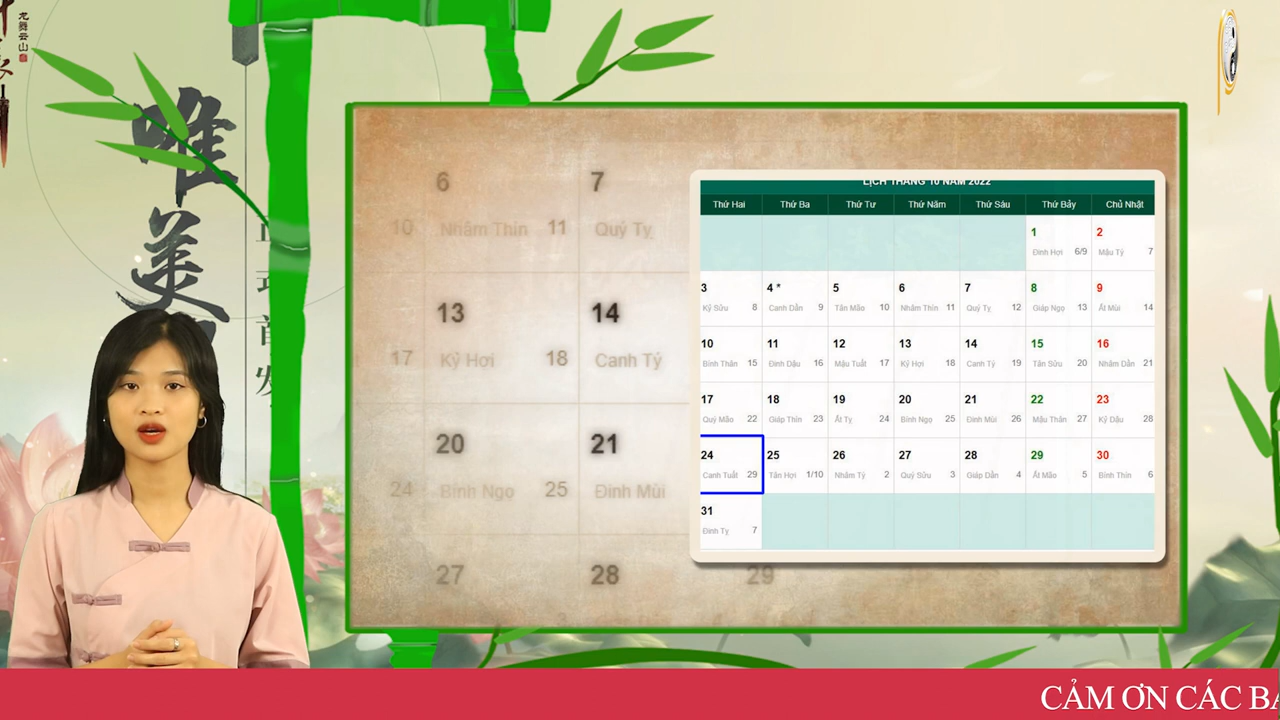 龙舞云山
唯美
6
7
10
Nhâm Thìn
11
Quý Tỵ
13
14
17
Kỷ Hợi
18
Canh Tý
20
21
24
Bính Ngọ
25
Đinh Mùi
27
28
29
LỊCH THÁNG 10 NĂM 2022
Thứ Hai Thứ Ba Thứ Tư Thứ Năm Thứ Sáu Thứ Bảy Chủ Nhật
1 2
Đinh Hợi 6/9 Mậu Tý 7
3 4 * 5 6 7 8 9
Kỷ Sửu 8 Canh Dần 9 Tân Mão 10 Nhâm Thìn 11 Quý Tỵ 12 Giáp Ngọ 13 Ất Mùi 14
10 11 12 13 14 15 16
Bính Thân 15 Đinh Dậu 16 Mậu Tuất 17 Kỷ Hợi 18 Canh Tý 19 Tân Sửu 20 Nhâm Dần 21
17 18 19 20 21 22 23
Quý Mão 22 Giáp Thìn 23 Ất Tỵ 24 Bính Ngọ 25 Đinh Mùi 26 Mậu Thân 27 Kỷ Dậu 28
24 25 26 27 28 29 30
Canh Tuất 29 Tân Hợi 1/10 Nhâm Tý 2 Quý Sửu 3 Giáp Dần 4 Ất Mão 5 Bính Thìn 6
31
Đinh Tỵ 7
CẢM ƠN CÁC BẠ